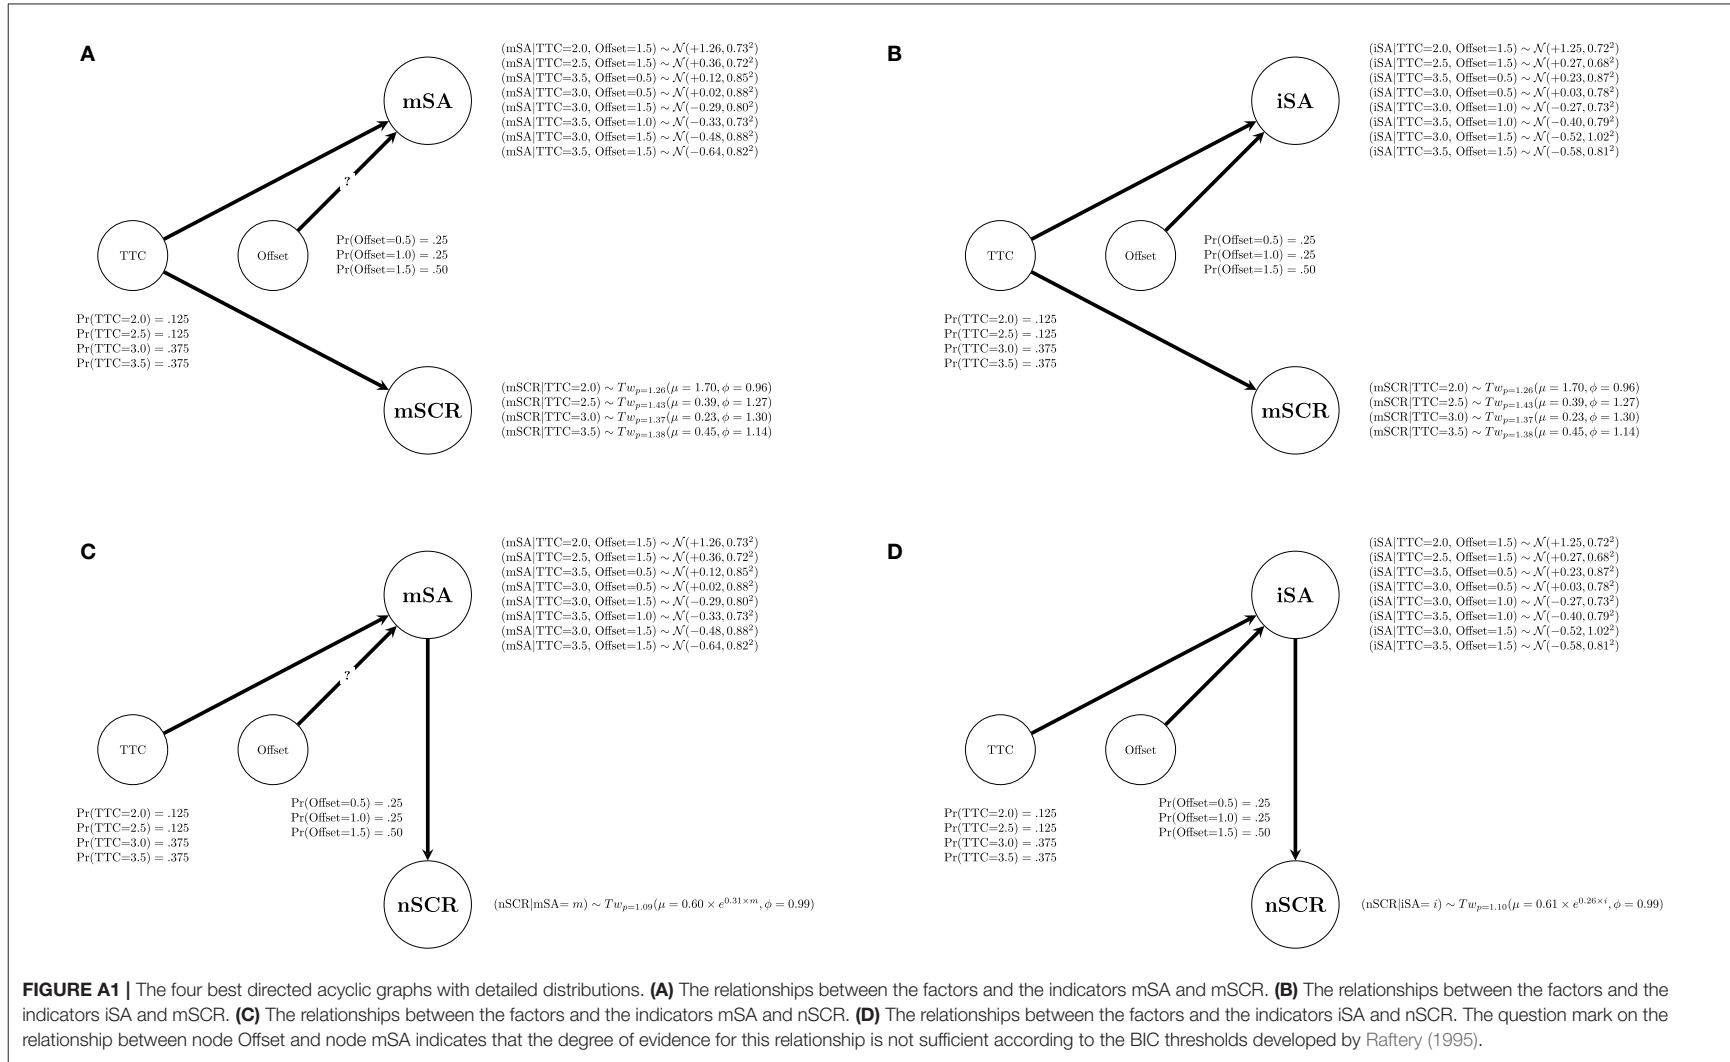 A
mSA
(mSA|TTC=2.0, Offset=1.5) ∼ 𝒩(+1.26, 0.73²)
(mSA|TTC=2.5, Offset=1.5) ∼ 𝒩(+0.36, 0.72²)
(mSA|TTC=3.5, Offset=0.5) ∼ 𝒩(+0.12, 0.85²)
(mSA|TTC=3.0, Offset=0.5) ∼ 𝒩(+0.02, 0.88²)
(mSA|TTC=3.0, Offset=1.5) ∼ 𝒩(−0.29, 0.80²)
(mSA|TTC=3.5, Offset=1.0) ∼ 𝒩(−0.33, 0.73²)
(mSA|TTC=3.0, Offset=1.5) ∼ 𝒩(−0.48, 0.88²)
(mSA|TTC=3.5, Offset=1.5) ∼ 𝒩(−0.64, 0.82²)
?
TTC
Offset
Pr(Offset=0.5) = .25
Pr(Offset=1.0) = .25
Pr(Offset=1.5) = .50
Pr(TTC=2.0) = .125
Pr(TTC=2.5) = .125
Pr(TTC=3.0) = .375
Pr(TTC=3.5) = .375
mSCR
(mSCR|TTC=2.0) ∼ Tw_{p=1.26}(μ = 1.70, ϕ = 0.96)
(mSCR|TTC=2.5) ∼ Tw_{p=1.43}(μ = 0.39, ϕ = 1.27)
(mSCR|TTC=3.0) ∼ Tw_{p=1.37}(μ = 0.23, ϕ = 1.30)
(mSCR|TTC=3.5) ∼ Tw_{p=1.38}(μ = 0.45, ϕ = 1.14)
B
iSA
(iSA|TTC=2.0, Offset=1.5) ∼ 𝒩(+1.25, 0.72²)
(iSA|TTC=2.5, Offset=1.5) ∼ 𝒩(+0.27, 0.68²)
(iSA|TTC=3.5, Offset=0.5) ∼ 𝒩(+0.23, 0.87²)
(iSA|TTC=3.0, Offset=0.5) ∼ 𝒩(+0.03, 0.78²)
(iSA|TTC=3.0, Offset=1.0) ∼ 𝒩(−0.27, 0.73²)
(iSA|TTC=3.5, Offset=1.0) ∼ 𝒩(−0.40, 0.79²)
(iSA|TTC=3.0, Offset=1.5) ∼ 𝒩(−0.52, 1.02²)
(iSA|TTC=3.5, Offset=1.5) ∼ 𝒩(−0.58, 0.81²)
TTC
Offset
Pr(Offset=0.5) = .25
Pr(Offset=1.0) = .25
Pr(Offset=1.5) = .50
Pr(TTC=2.0) = .125
Pr(TTC=2.5) = .125
Pr(TTC=3.0) = .375
Pr(TTC=3.5) = .375
mSCR
(mSCR|TTC=2.0) ∼ Tw_{p=1.26}(μ = 1.70, ϕ = 0.96)
(mSCR|TTC=2.5) ∼ Tw_{p=1.43}(μ = 0.39, ϕ = 1.27)
(mSCR|TTC=3.0) ∼ Tw_{p=1.37}(μ = 0.23, ϕ = 1.30)
(mSCR|TTC=3.5) ∼ Tw_{p=1.38}(μ = 0.45, ϕ = 1.14)
C
mSA
(mSA|TTC=2.0, Offset=1.5) ∼ 𝒩(+1.26, 0.73²)
(mSA|TTC=2.5, Offset=1.5) ∼ 𝒩(+0.36, 0.72²)
(mSA|TTC=3.5, Offset=0.5) ∼ 𝒩(+0.12, 0.85²)
(mSA|TTC=3.0, Offset=0.5) ∼ 𝒩(+0.02, 0.88²)
(mSA|TTC=3.0, Offset=1.5) ∼ 𝒩(−0.29, 0.80²)
(mSA|TTC=3.5, Offset=1.0) ∼ 𝒩(−0.33, 0.73²)
(mSA|TTC=3.0, Offset=1.5) ∼ 𝒩(−0.48, 0.88²)
(mSA|TTC=3.5, Offset=1.5) ∼ 𝒩(−0.64, 0.82²)
?
TTC
Offset
Pr(Offset=0.5) = .25
Pr(Offset=1.0) = .25
Pr(Offset=1.5) = .50
Pr(TTC=2.0) = .125
Pr(TTC=2.5) = .125
Pr(TTC=3.0) = .375
Pr(TTC=3.5) = .375
nSCR
(nSCR|mSA= m) ∼ Tw_{p=1.09}(μ = 0.60 × e^{0.31×m}, ϕ = 0.99)
D
iSA
(iSA|TTC=2.0, Offset=1.5) ∼ 𝒩(+1.25, 0.72²)
(iSA|TTC=2.5, Offset=1.5) ∼ 𝒩(+0.27, 0.68²)
(iSA|TTC=3.5, Offset=0.5) ∼ 𝒩(+0.23, 0.87²)
(iSA|TTC=3.0, Offset=0.5) ∼ 𝒩(+0.03, 0.78²)
(iSA|TTC=3.0, Offset=1.0) ∼ 𝒩(−0.27, 0.73²)
(iSA|TTC=3.5, Offset=1.0) ∼ 𝒩(−0.40, 0.79²)
(iSA|TTC=3.0, Offset=1.5) ∼ 𝒩(−0.52, 1.02²)
(iSA|TTC=3.5, Offset=1.5) ∼ 𝒩(−0.58, 0.81²)
TTC
Offset
Pr(Offset=0.5) = .25
Pr(Offset=1.0) = .25
Pr(Offset=1.5) = .50
Pr(TTC=2.0) = .125
Pr(TTC=2.5) = .125
Pr(TTC=3.0) = .375
Pr(TTC=3.5) = .375
nSCR
(nSCR|iSA= i) ∼ Tw_{p=1.10}(μ = 0.61 × e^{0.26×i}, ϕ = 0.99)
FIGURE A1 | The four best directed acyclic graphs with detailed distributions. (A) The relationships between the factors and the indicators mSA and mSCR. (B) The relationships between the factors and the
indicators iSA and mSCR. (C) The relationships between the factors and the indicators mSA and nSCR. (D) The relationships between the factors and the indicators iSA and nSCR. The question mark on the
relationship between node Offset and node mSA indicates that the degree of evidence for this relationship is not sufficient according to the BIC thresholds developed by Raftery (1995).